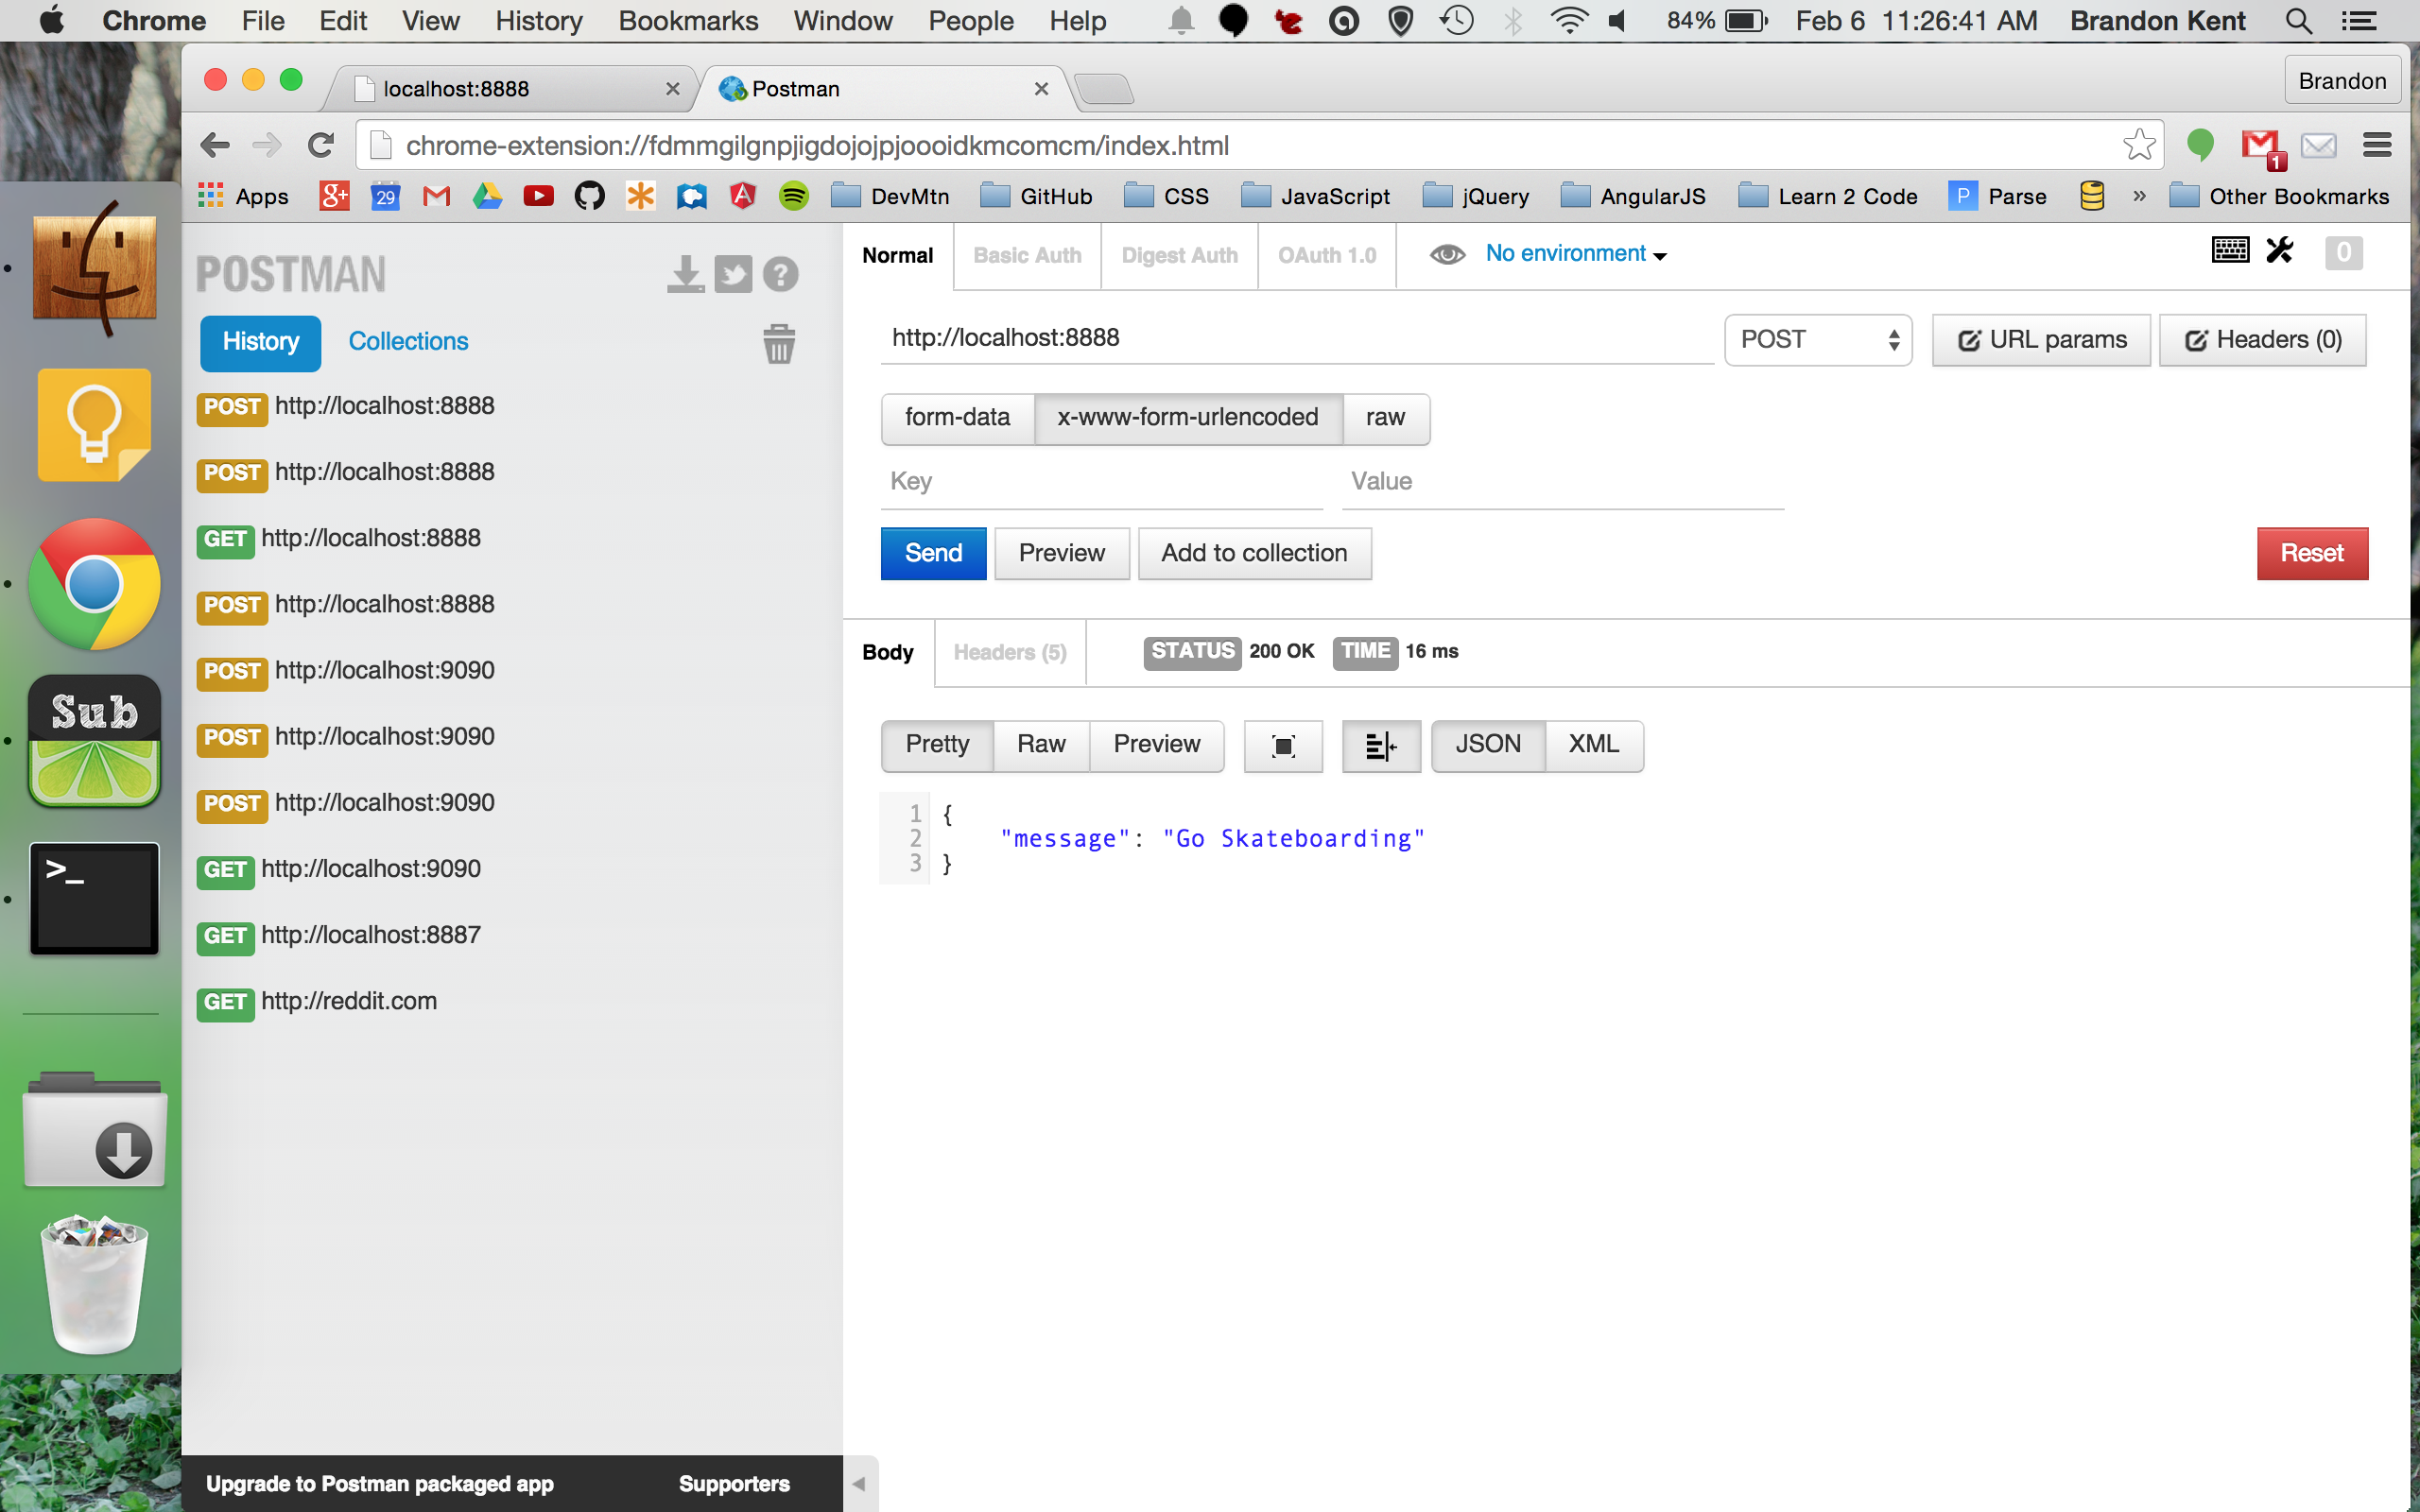 Chrome File Edit View History Bookmarks Window People Help 84% Feb 6 11:26:41 AM Brandon Kent
localhost:8888 Postman Brandon
chrome-extension://fdmmgilgnpjigdojojpjoooidkmcomcm/index.html 1
Apps g+ 29 DevMtn GitHub CSS JavaScript jQuery AngularJS Learn 2 Code P Parse » Other Bookmarks
POSTMAN ?
History Collections
POST http://localhost:8888
POST http://localhost:8888
GET http://localhost:8888
POST http://localhost:8888
POST http://localhost:9090
POST http://localhost:9090
POST http://localhost:9090
GET http://localhost:9090
GET http://localhost:8887
GET http://reddit.com
Upgrade to Postman packaged app Supporters
Normal Basic Auth Digest Auth OAuth 1.0 No environment 0
http://localhost:8888 POST URL params Headers (0)
form-data x-www-form-urlencoded raw
Key Value
Send Preview Add to collection Reset
Body Headers (5) STATUS 200 OK TIME 16 ms
Pretty Raw Preview JSON XML
1 {
2 "message": "Go Skateboarding"
3 }
Sub
>_